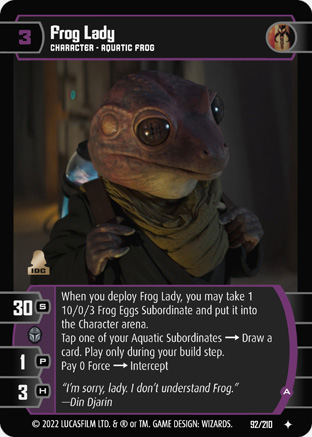 3
Frog Lady
CHARACTER - AQUATIC FROG
IDC
30 S
1 P
3 H
When you deploy Frog Lady, you may take 1
10/0/3 Frog Eggs Subordinate and put it into
the Character arena.
Tap one of your Aquatic Subordinates → Draw a
card. Play only during your build step.
Pay 0 Force → Intercept
“I’m sorry, lady. I don’t understand Frog.”
—Din Djarin
A
© 2022 LUCASFILM LTD. & ® or TM. GAME DESIGN: WIZARDS.
92/210